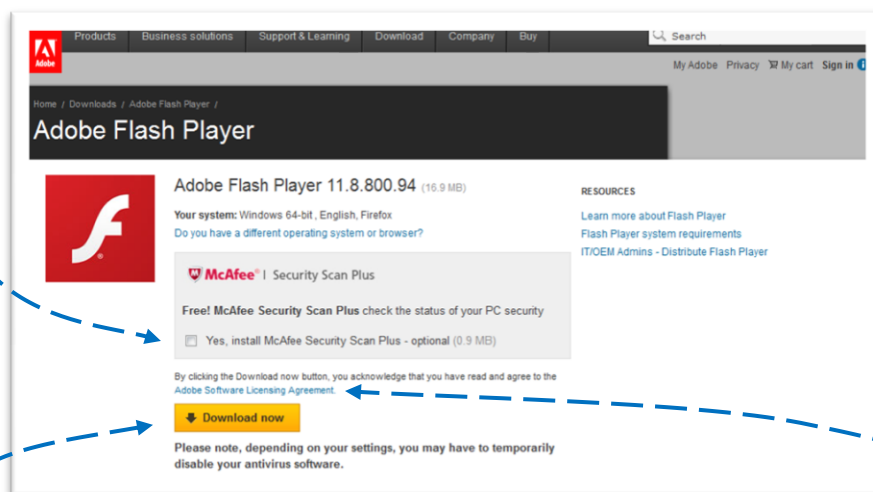 Products Business solutions Support & Learning Download Company Buy Search
Adobe
My Adobe Privacy My cart Sign in
Home / Downloads / Adobe Flash Player /
Adobe Flash Player
Adobe Flash Player 11.8.800.94 (16.9 MB)
Your system: Windows 64-bit , English, Firefox
Do you have a different operating system or browser?
McAfee® | Security Scan Plus
Free! McAfee Security Scan Plus check the status of your PC security
Yes, install McAfee Security Scan Plus - optional (0.9 MB)
By clicking the Download now button, you acknowledge that you have read and agree to the
Adobe Software Licensing Agreement.
Download now
Please note, depending on your settings, you may have to temporarily
disable your antivirus software.
RESOURCES
Learn more about Flash Player
Flash Player system requirements
IT/OEM Admins - Distribute Flash Player